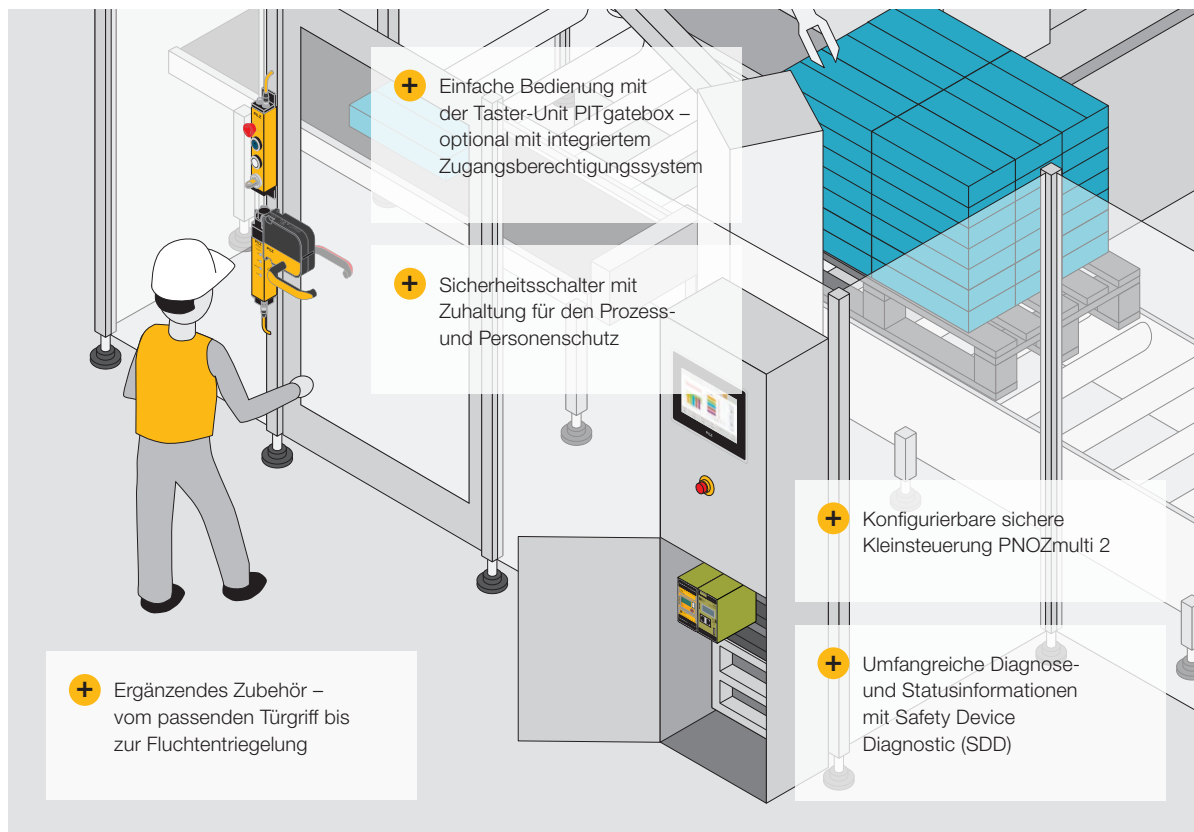 Einfache Bedienung mit
der Taster-Unit PITgatebox –
optional mit integriertem
Zugangsberechtigungssystem
Sicherheitsschalter mit
Zuhaltung für den Prozess-
und Personenschutz
Konfigurierbare sichere
Kleinsteuerung PNOZmulti 2
Umfangreiche Diagnose-
und Statusinformationen
mit Safety Device
Diagnostic (SDD)
Ergänzendes Zubehör –
vom passenden Türgriff bis
zur Fluchtentriegelung
PILZ